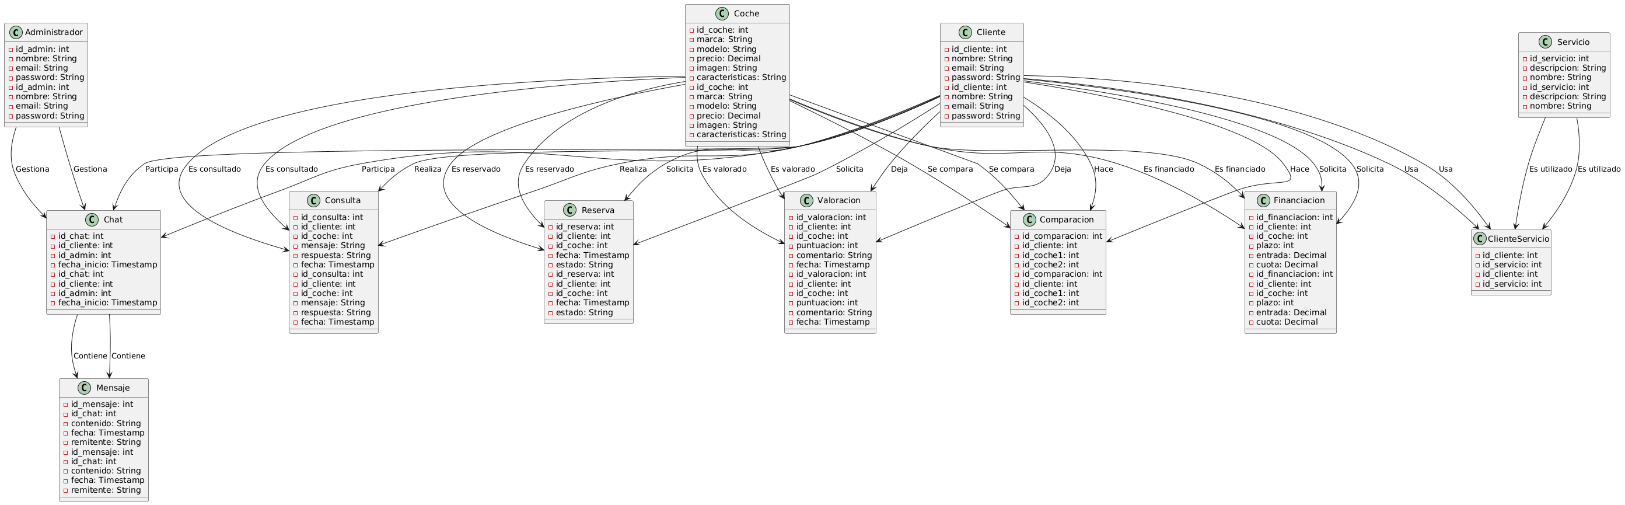 C Administrador
id_admin: int
nombre: String
email: String
password: String
id_admin: int
nombre: String
email: String
password: String
C Coche
id_coche: int
marca: String
modelo: String
precio: Decimal
imagen: String
caracteristicas: String
id_coche: int
marca: String
modelo: String
precio: Decimal
imagen: String
caracteristicas: String
C Cliente
id_cliente: int
nombre: String
email: String
password: String
id_cliente: int
nombre: String
email: String
password: String
C Servicio
id_servicio: int
descripcion: String
nombre: String
id_servicio: int
descripcion: String
nombre: String
Gestiona
Gestiona
Participa
Es consultado
Es consultado
Participa
Realiza
Es reservado
Es reservado
Realiza
Solicita
Es valorado
Es valorado
Solicita
Deja
Se compara
Se compara
Deja
Hace
Es financiado
Es financiado
Hace
Solicita
Solicita
Usa
Usa
Es utilizado
Es utilizado
C Chat
id_chat: int
id_cliente: int
id_admin: int
fecha_inicio: Timestamp
id_chat: int
id_cliente: int
id_admin: int
fecha_inicio: Timestamp
C Consulta
id_consulta: int
id_cliente: int
id_coche: int
mensaje: String
respuesta: String
fecha: Timestamp
id_consulta: int
id_cliente: int
id_coche: int
mensaje: String
respuesta: String
fecha: Timestamp
C Reserva
id_reserva: int
id_cliente: int
id_coche: int
fecha: Timestamp
estado: String
id_reserva: int
id_cliente: int
id_coche: int
fecha: Timestamp
estado: String
C Valoracion
id_valoracion: int
id_cliente: int
id_coche: int
puntuacion: int
comentario: String
fecha: Timestamp
id_valoracion: int
id_cliente: int
id_coche: int
puntuacion: int
comentario: String
fecha: Timestamp
C Comparacion
id_comparacion: int
id_cliente: int
id_coche1: int
id_coche2: int
id_comparacion: int
id_cliente: int
id_coche1: int
id_coche2: int
C Financiacion
id_financiacion: int
id_cliente: int
id_coche: int
plazo: int
entrada: Decimal
cuota: Decimal
id_financiacion: int
id_cliente: int
id_coche: int
plazo: int
entrada: Decimal
cuota: Decimal
C ClienteServicio
id_cliente: int
id_servicio: int
id_cliente: int
id_servicio: int
Contiene
Contiene
C Mensaje
id_mensaje: int
id_chat: int
contenido: String
fecha: Timestamp
remitente: String
id_mensaje: int
id_chat: int
contenido: String
fecha: Timestamp
remitente: String